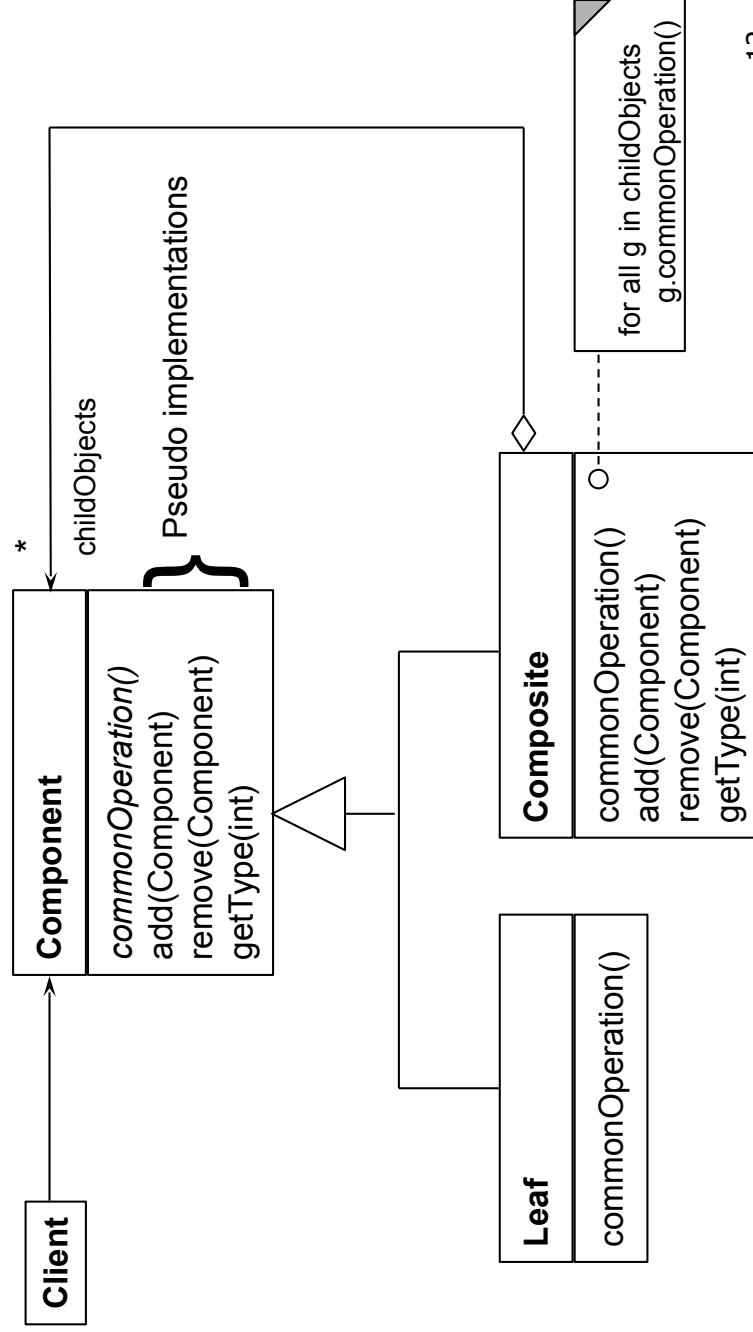 Client
Component
commonOperation()
add(Component)
remove(Component)
getType(int)
*
childObjects
Pseudo implementations
Leaf
commonOperation()
Composite
commonOperation()
add(Component)
remove(Component)
getType(int)
for all g in childObjects
g.commonOperation()